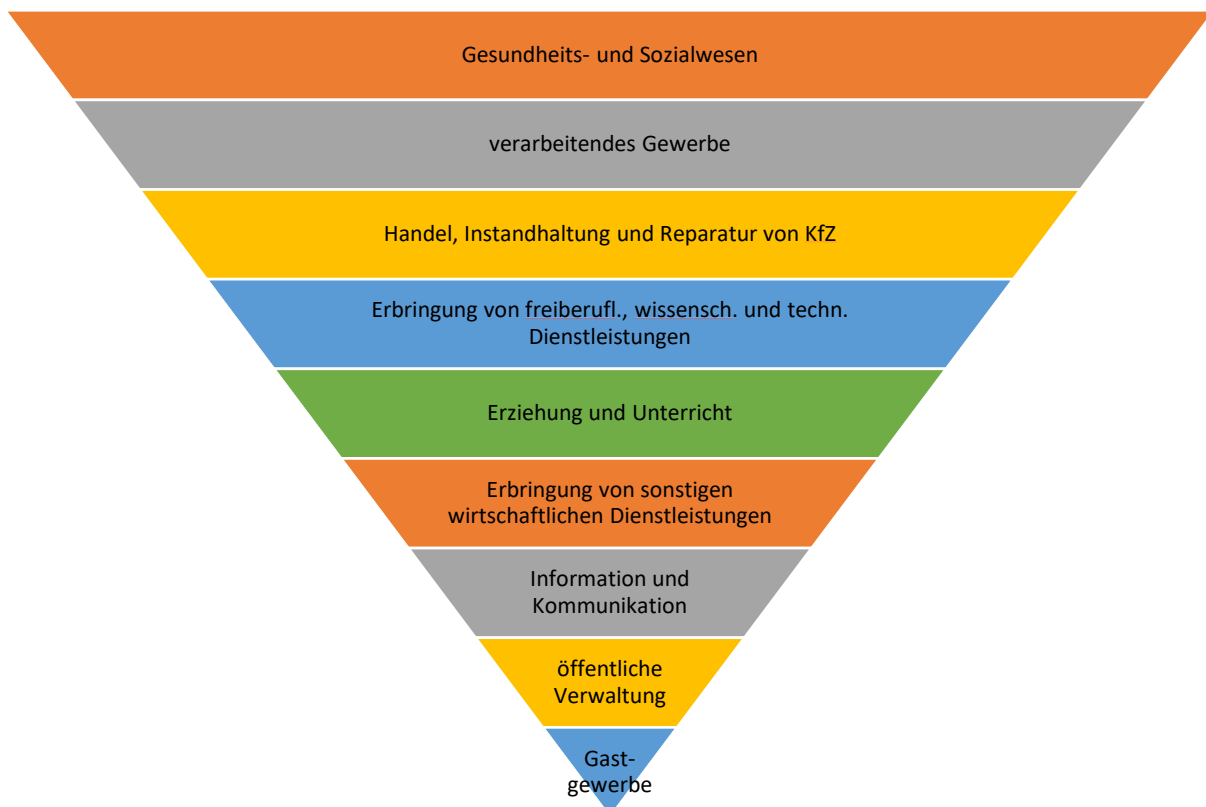 Gesundheits- und Sozialwesen
verarbeitendes Gewerbe
Handel, Instandhaltung und Reparatur von KfZ
Erbringung von freiberufl., wissensch. und techn.
Dienstleistungen
Erziehung und Unterricht
Erbringung von sonstigen
wirtschaftlichen Dienstleistungen
Information und
Kommunikation
öffentliche
Verwaltung
Gast-
gewerbe